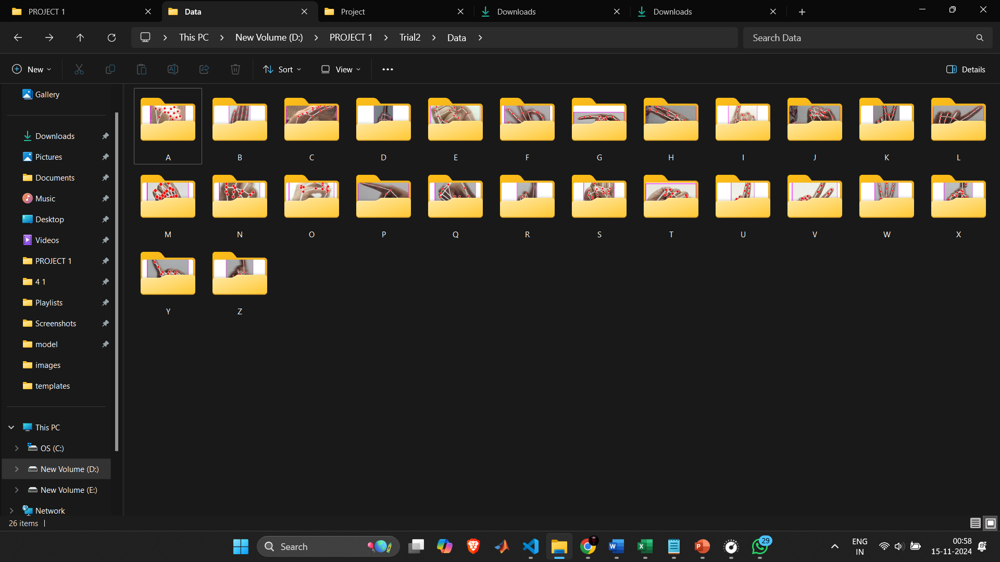 PROJECT 1
Data
Project
Downloads
Downloads
This PC
New Volume (D:)
PROJECT 1
Trial2
Data
Search Data
New
Sort
View
Details
Gallery
Downloads
Pictures
Documents
Music
Desktop
Videos
PROJECT 1
4 1
Playlists
Screenshots
model
images
templates
This PC
OS (C:)
New Volume (D:)
New Volume (E:)
Network
A B C D E F G H I J K L
M N O P Q R S T U V W X
Y Z
26 items
Search
29
ENG
IN
00:58
15-11-2024